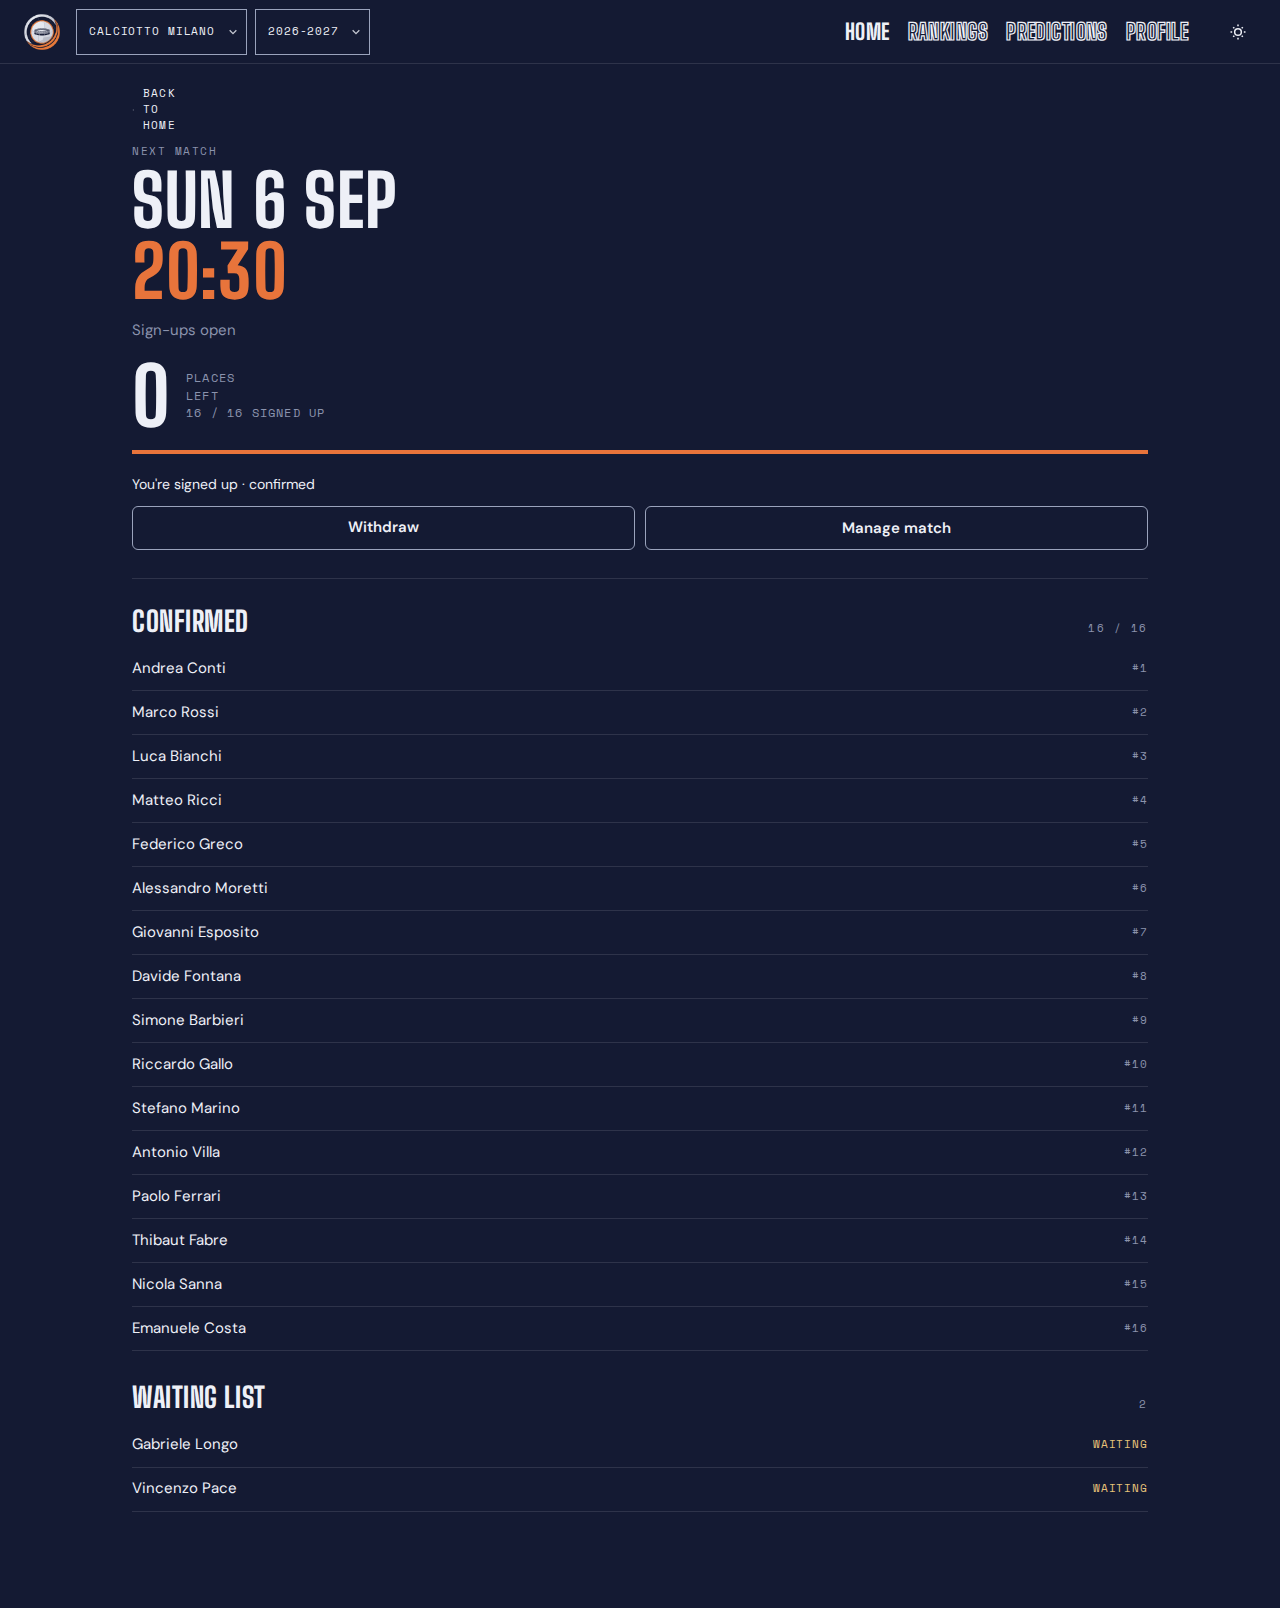 CALCIOTTO MILANO 2026-2027 HOME RANKINGS PREDICTIONS PROFILE
BACK
TO
HOME
NEXT MATCH
SUN 6 SEP
20:30
Sign-ups open
0
PLACES
LEFT
16 / 16 SIGNED UP
You're signed up · confirmed
Withdraw Manage match
CONFIRMED 16 / 16
Andrea Conti #1
Marco Rossi #2
Luca Bianchi #3
Matteo Ricci #4
Federico Greco #5
Alessandro Moretti #6
Giovanni Esposito #7
Davide Fontana #8
Simone Barbieri #9
Riccardo Gallo #10
Stefano Marino #11
Antonio Villa #12
Paolo Ferrari #13
Thibaut Fabre #14
Nicola Sanna #15
Emanuele Costa #16
WAITING LIST 2
Gabriele Longo WAITING
Vincenzo Pace WAITING